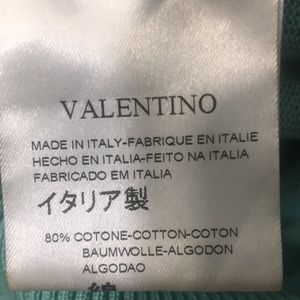 VALENTINO
MADE IN ITALY-FABRIQUE EN ITALIE
HECHO EN ITALIA-FEITO NA ITALIA
FABRICADO EM ITALIA
イタリア製
80% COTONE-COTTON-COTON
BAUMWOLLE-ALGODON
ALGODAO